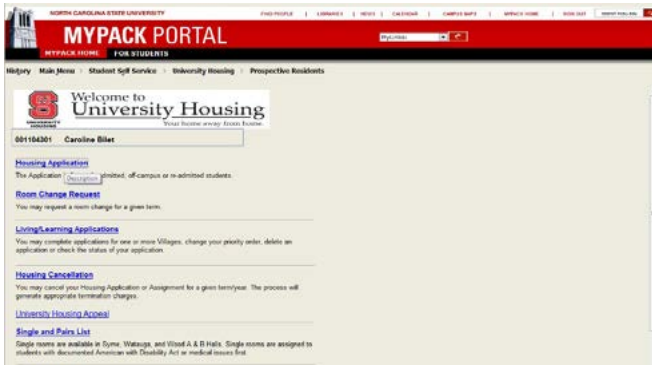 NORTH CAROLINA STATE UNIVERSITY
FIND PEOPLE | LIBRARIES | NEWS | CALENDAR | CAMPUS MAPS | MYPACK HOME | SIGN OUT
MYPACK PORTAL
MyLinks:
MYPACK HOME FOR STUDENTS
History Main Menu > Student Self Service > University Housing > Prospective Residents
Welcome to
University Housing
Your home away from home.
UNIVERSITY
HOUSING
001104301 Caroline Bilet
Housing Application
The Application admitted, off-campus or re-admitted students.
Description
Room Change Request
You may request a room change for a given term.
Living/Learning Applications
You may complete applications for one or more Villages, change your priority order, delete an
application or check the status of your application.
Housing Cancellation
You may cancel your Housing Application or Assignment for a given term/year. The process will
generate appropriate termination charges.
University Housing Appeal
Single and Pairs List
Single rooms are available in Syme, Watauga, and Wood A & B Halls. Single rooms are assigned to
students with documented American with Disability Act or medical issues first.